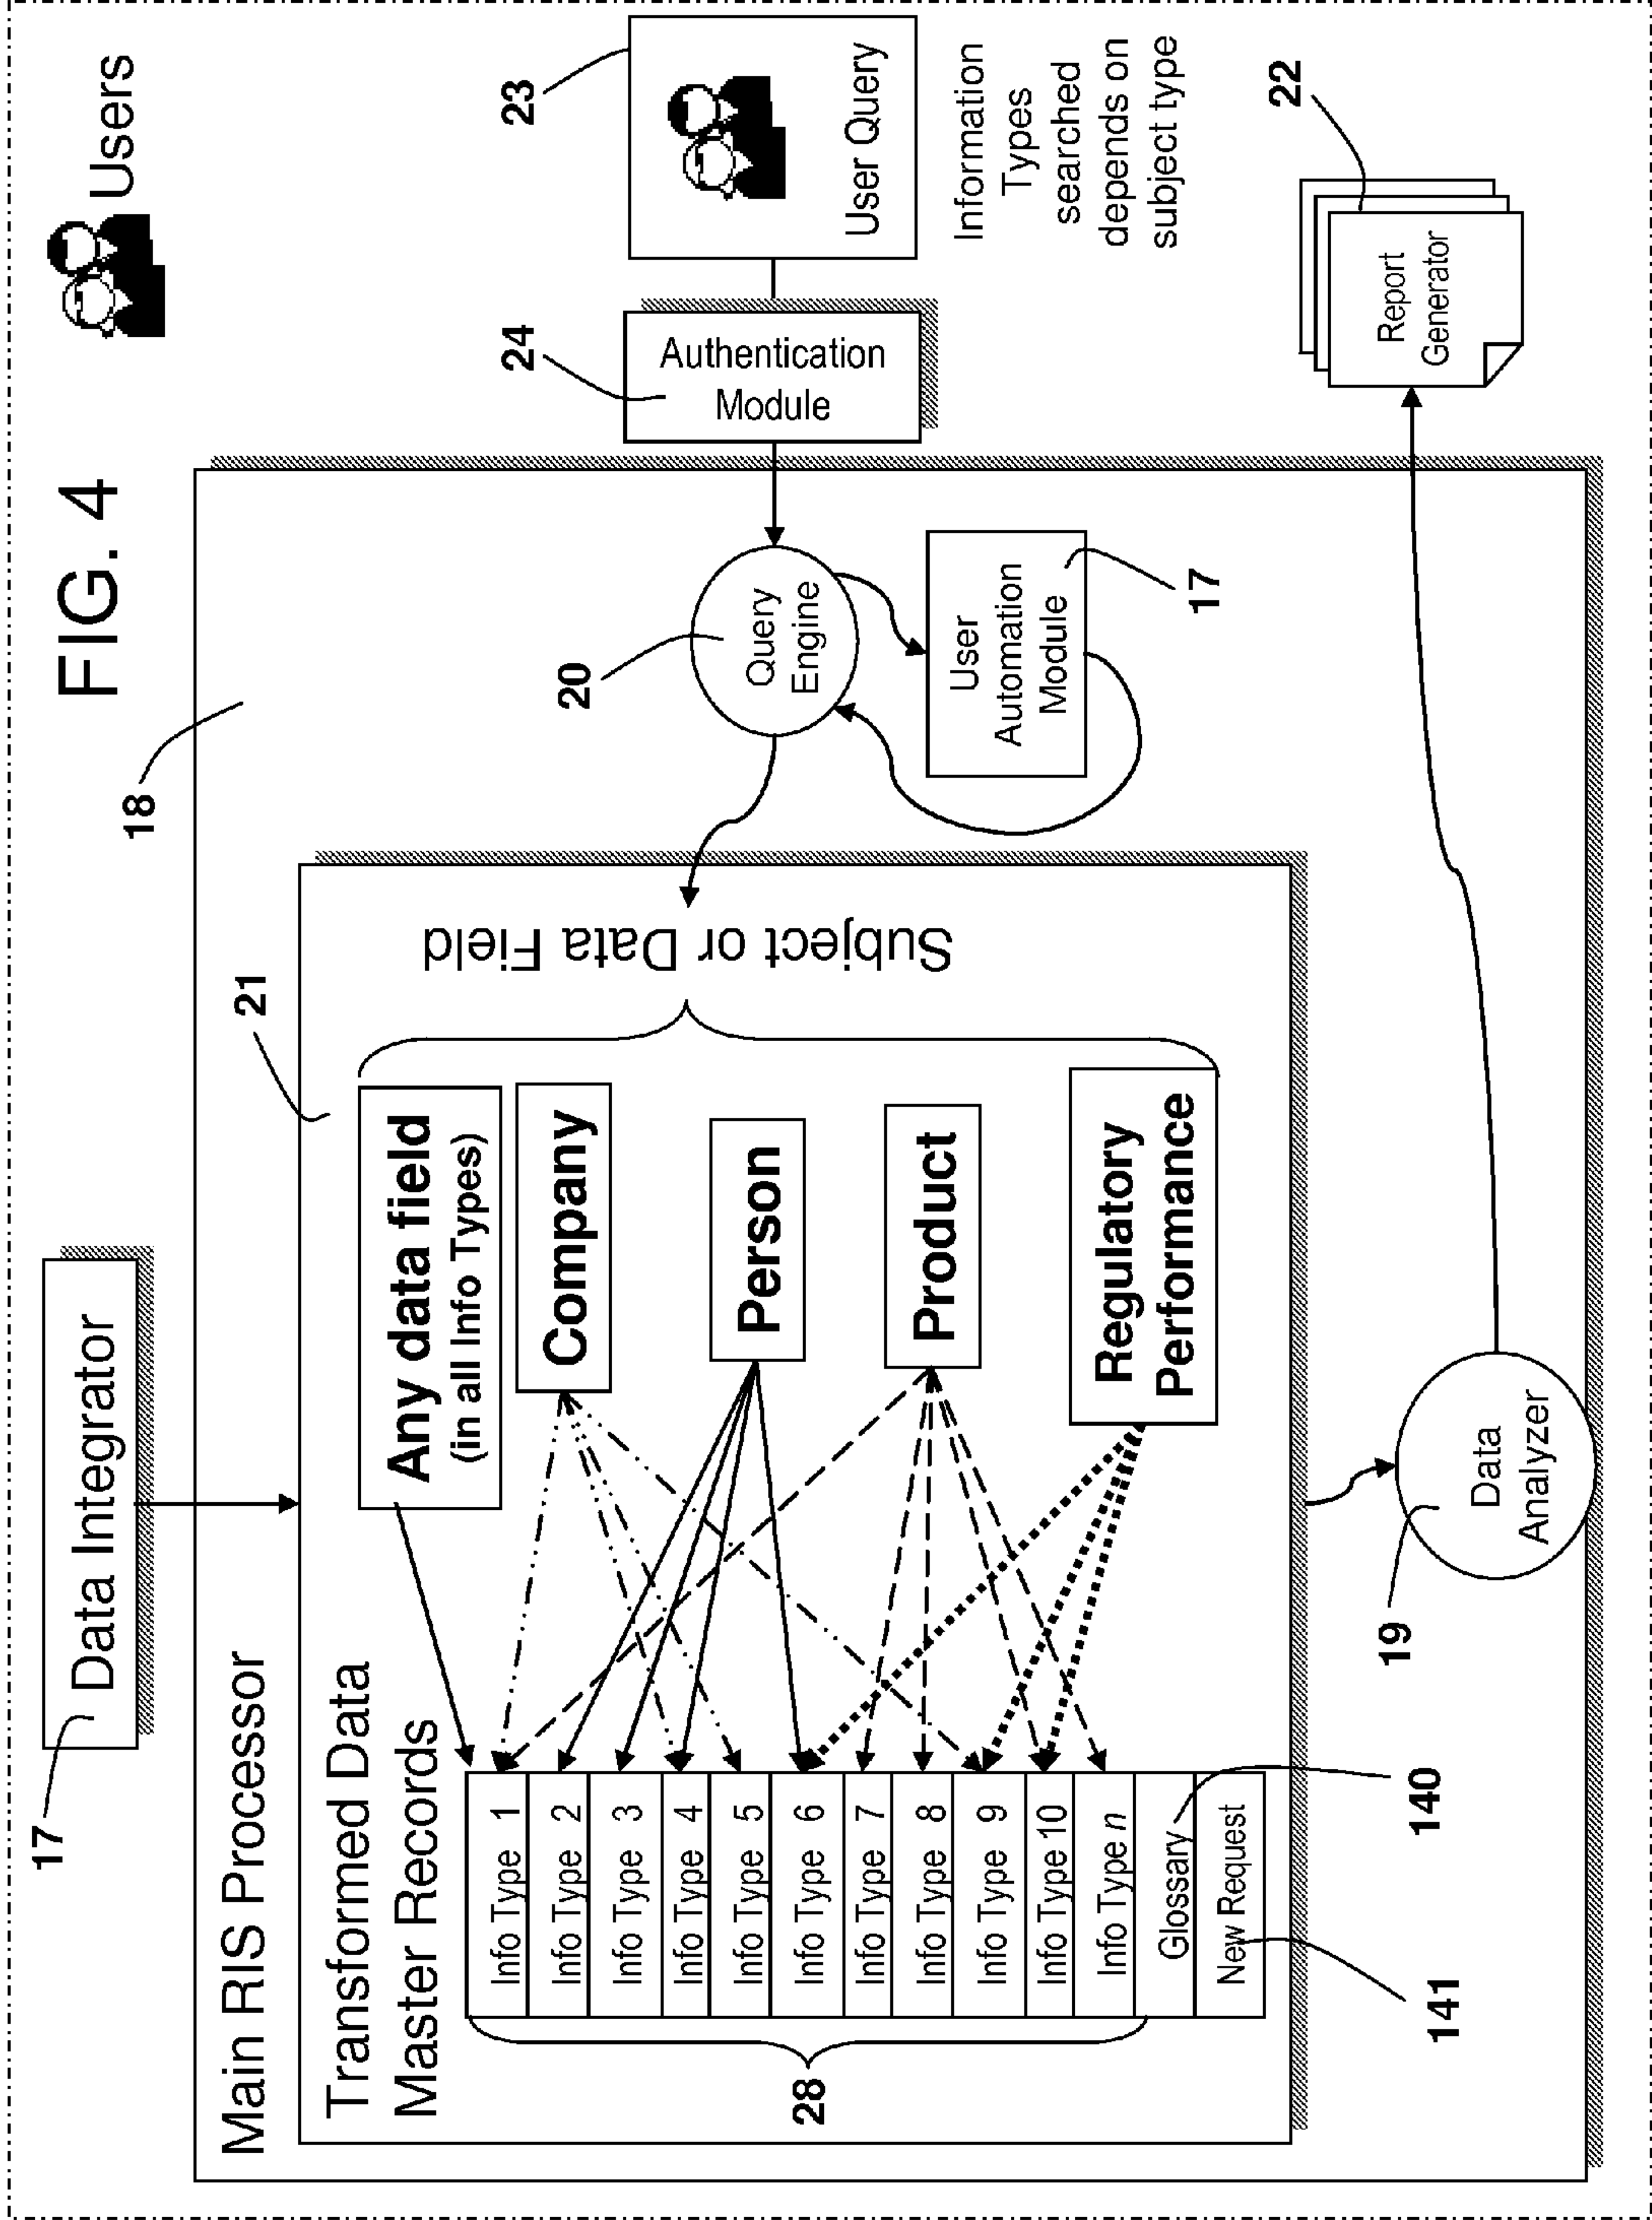 FIG. 4
Users
17
Data Integrator
18
Main RIS Processor
21
Transformed Data
Master Records
28
Info Type 1
Info Type 2
Info Type 3
Info Type 4
Info Type 5
Info Type 6
Info Type 7
Info Type 8
Info Type 9
Info Type 10
Info Type n
Glossary
New Request
140
141
Any data field
(in all Info Types)
Company
Person
Product
Regulatory
Performance
Subject or Data Field
20
Query
Engine
User
Automation
Module
17
24
Authentication
Module
23
User Query
Information
Types
searched
depends on
subject type
19
Data
Analyzer
22
Report
Generator